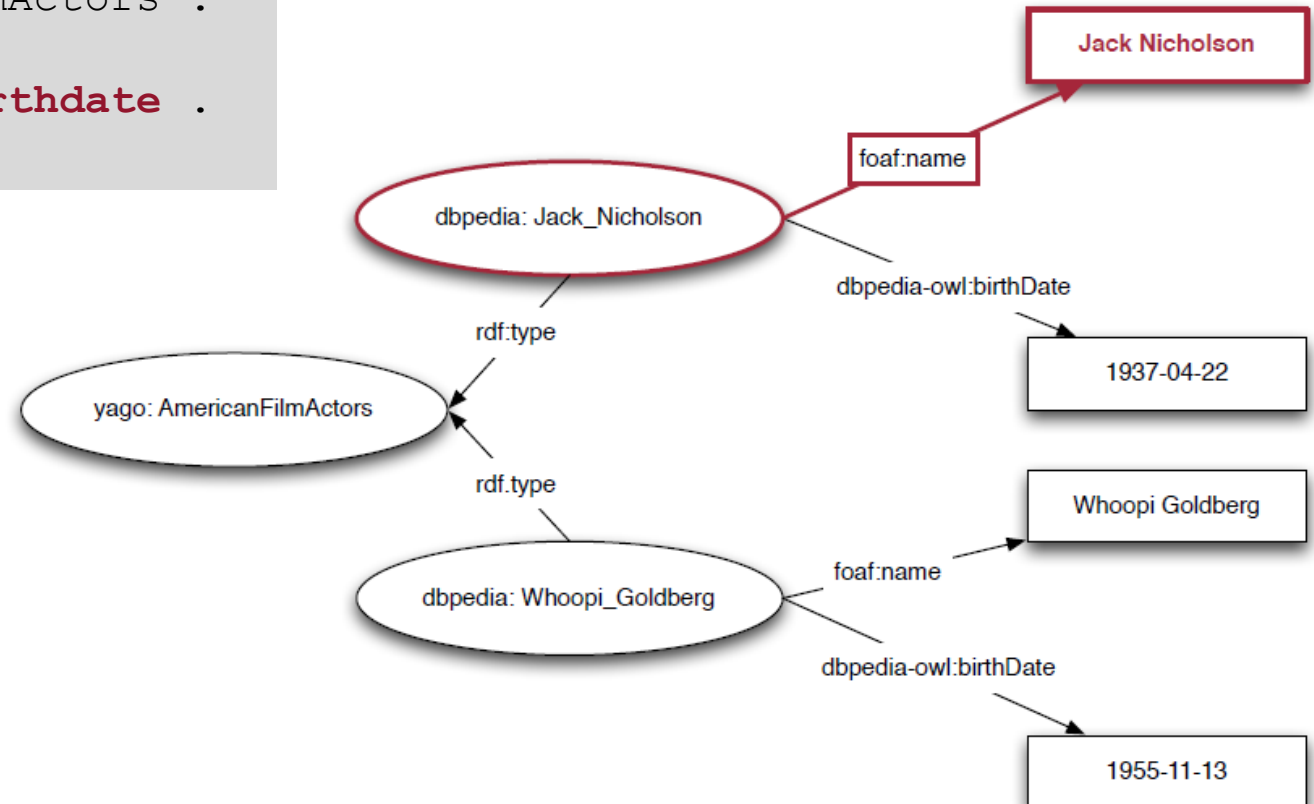 Actors .
rthdate .
Jack Nicholson
foaf:name
dbpedia: Jack_Nicholson
dbpedia-owl:birthDate
rdf:type
1937-04-22
yago: AmericanFilmActors
rdf.type
Whoopi Goldberg
foaf:name
dbpedia: Whoopi_Goldberg
dbpedia-owl:birthDate
1955-11-13